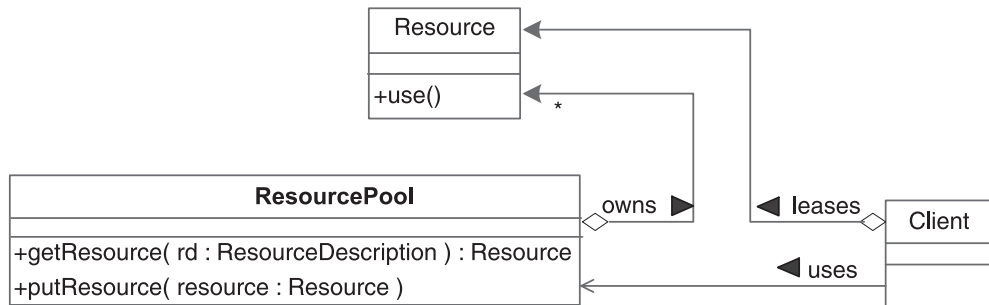 Resource
+use()
*
ResourcePool
owns
leases
Client
+getResource( rd : ResourceDescription ) : Resource
+putResource( resource : Resource )
uses